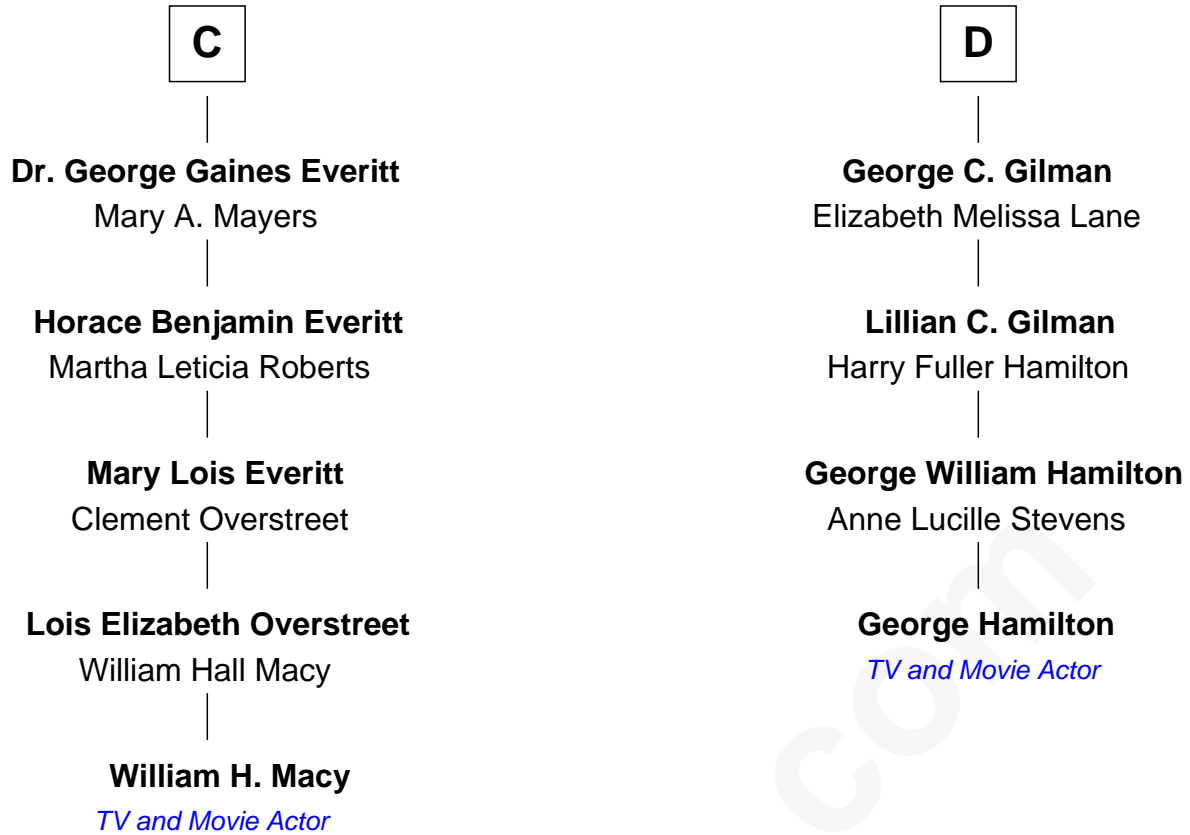 C
Dr. George Gaines Everitt
Mary A. Mayers
Horace Benjamin Everitt
Martha Leticia Roberts
Mary Lois Everitt
Clement Overstreet
Lois Elizabeth Overstreet
William Hall Macy
William H. Macy
TV and Movie Actor
D
George C. Gilman
Elizabeth Melissa Lane
Lillian C. Gilman
Harry Fuller Hamilton
George William Hamilton
Anne Lucille Stevens
George Hamilton
TV and Movie Actor
com